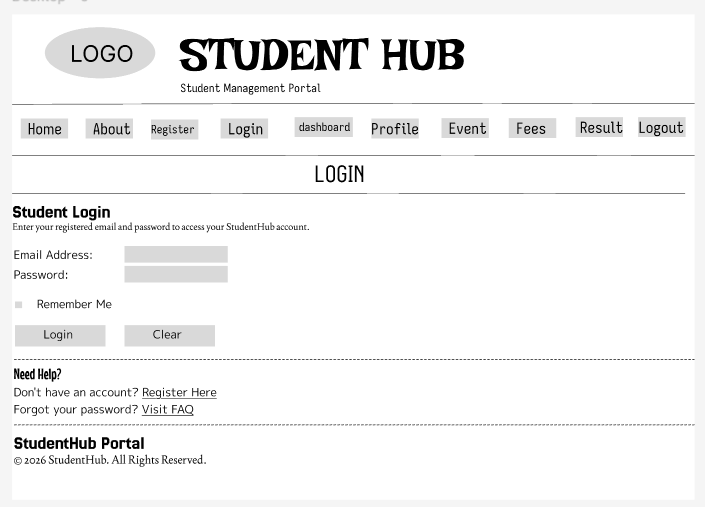 LOGO
STUDENT HUB
Student Management Portal
Home About Register Login dashboard Profile Event Fees Result Logout
LOGIN
Student Login
Enter your registered email and password to access your StudentHub account.
Email Address:
Password:
Remember Me
Login Clear
Need Help?
Don't have an account? Register Here
Forgot your password? Visit FAQ
StudentHub Portal
© 2026 StudentHub. All Rights Reserved.